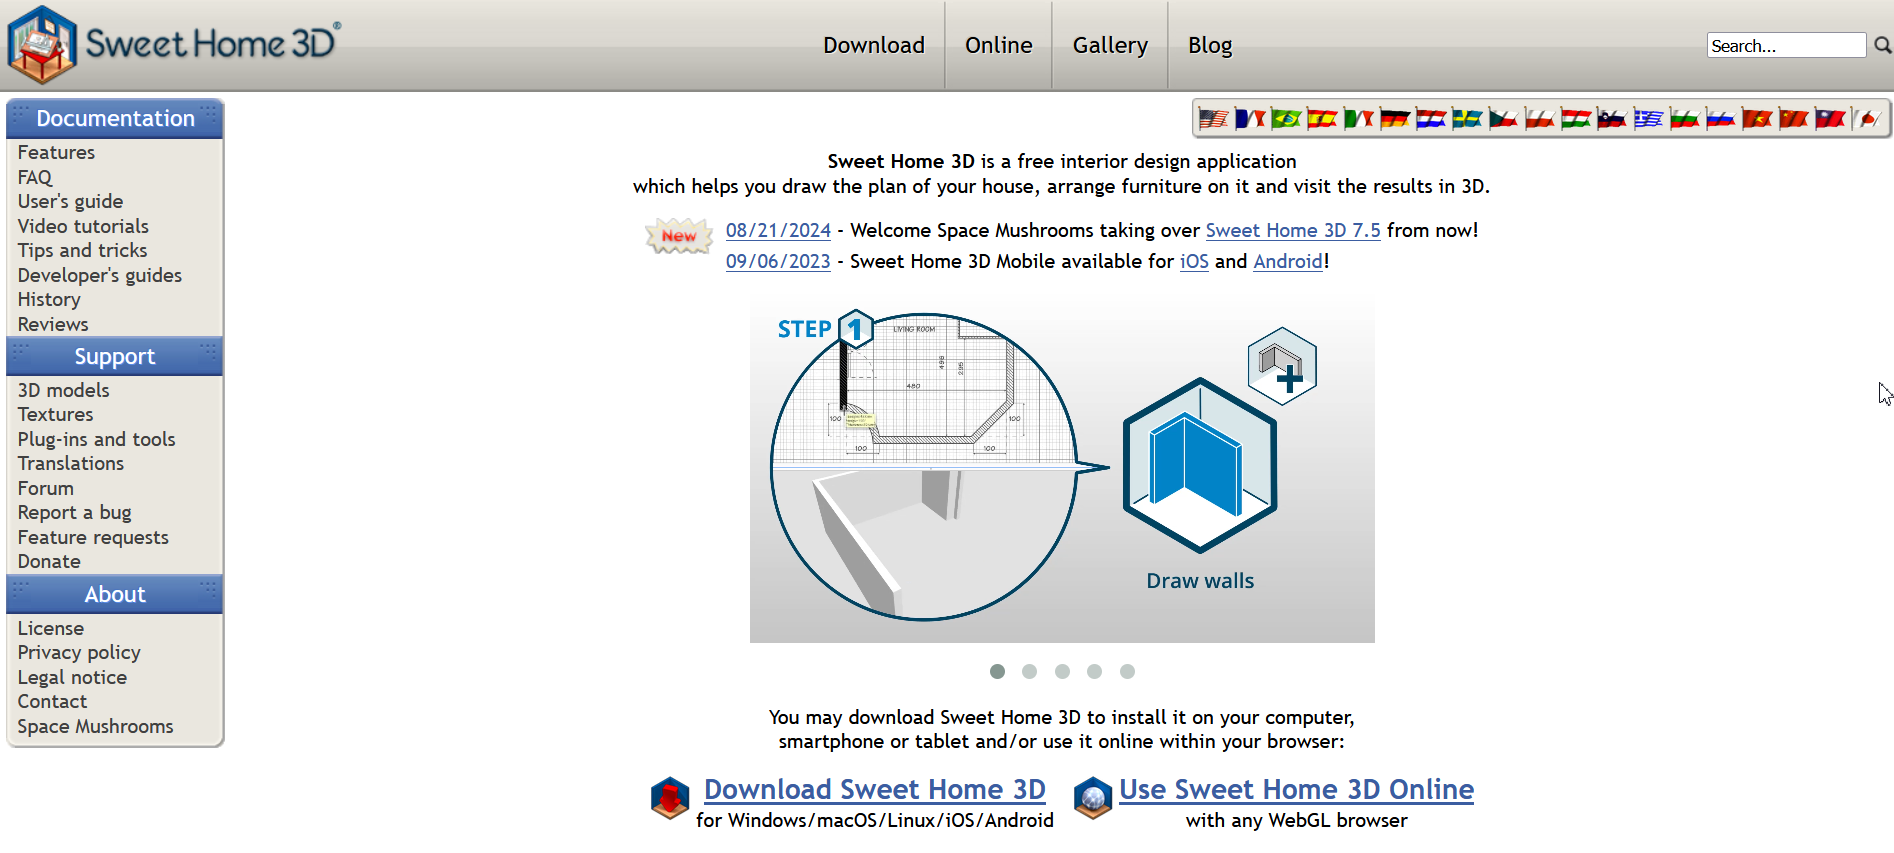 Sweet Home 3D®
Download
Online
Gallery
Blog
Search...
Documentation
Features
FAQ
User's guide
Video tutorials
Tips and tricks
Developer's guides
History
Reviews
Support
3D models
Textures
Plug-ins and tools
Translations
Forum
Report a bug
Feature requests
Donate
About
License
Privacy policy
Legal notice
Contact
Space Mushrooms
Sweet Home 3D is a free interior design application
which helps you draw the plan of your house, arrange furniture on it and visit the results in 3D.
New
08/21/2024 - Welcome Space Mushrooms taking over Sweet Home 3D 7.5 from now!
09/06/2023 - Sweet Home 3D Mobile available for iOS and Android!
STEP 1
LIVING ROOM
498
295
480
100
100
100
100
Draw walls
You may download Sweet Home 3D to install it on your computer,
smartphone or tablet and/or use it online within your browser:
Download Sweet Home 3D
for Windows/macOS/Linux/iOS/Android
Use Sweet Home 3D Online
with any WebGL browser